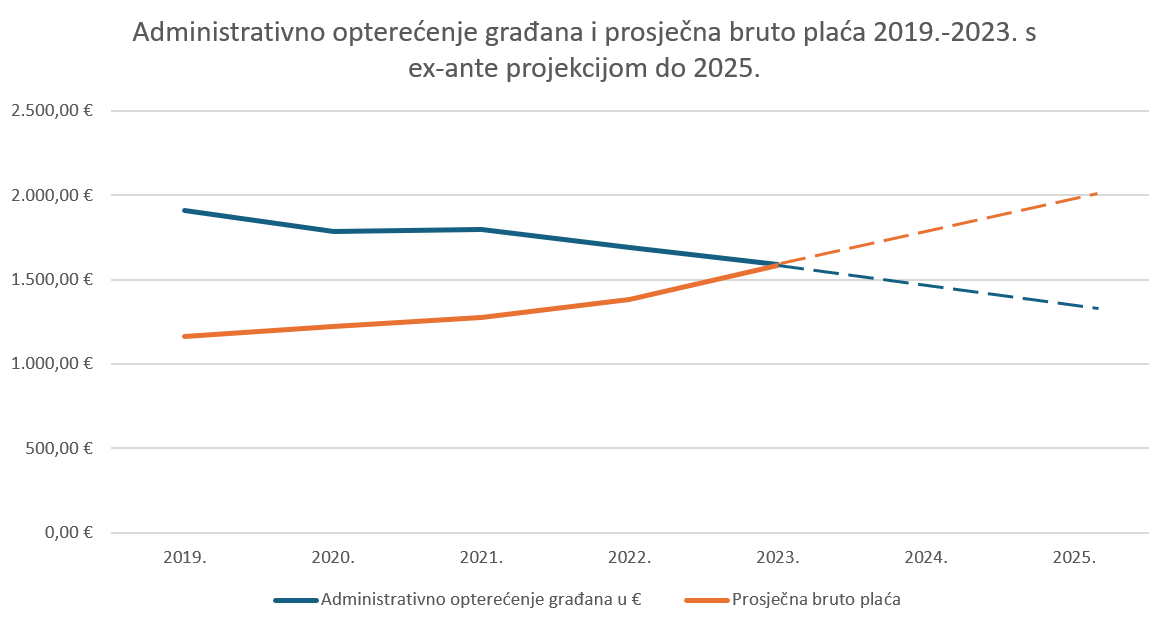 Administrativno opterećenje građana i prosječna bruto plaća 2019.-2023. s
ex-ante projekcijom do 2025.
2.500,00 €
2.000,00 €
1.500,00 €
1.000,00 €
500,00 €
0,00 €
2019. 2020. 2021. 2022. 2023. 2024. 2025.
Administrativno opterećenje građana u € Prosječna bruto plaća